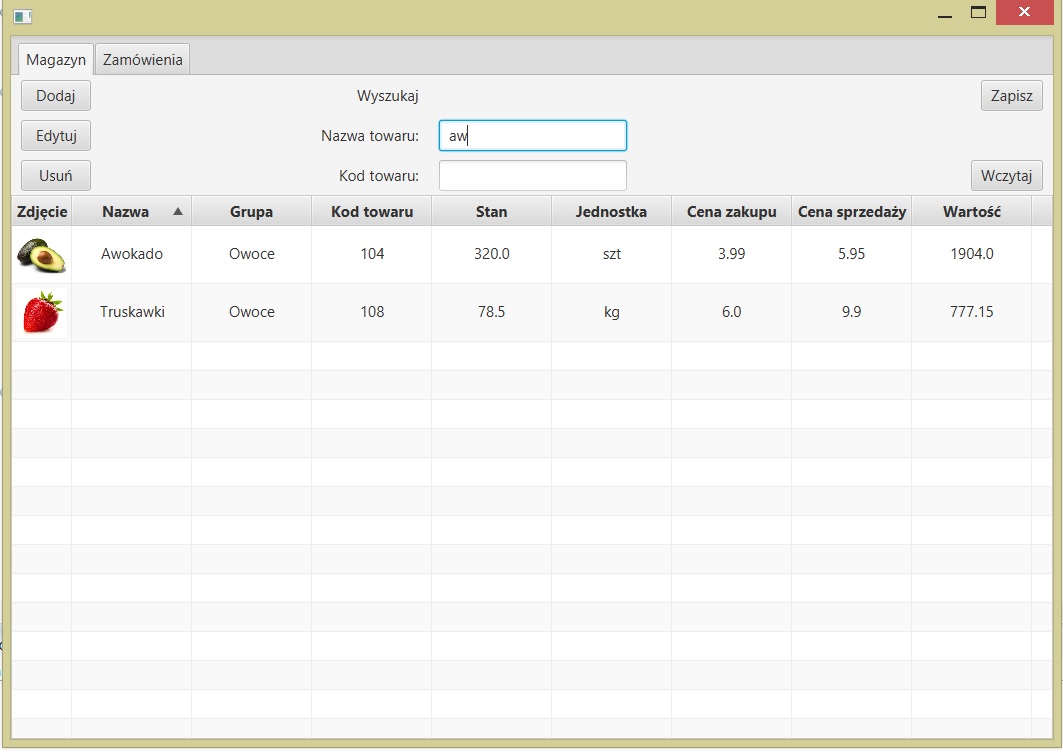 Magazyn Zamówienia
Dodaj Wyszukaj Zapisz
Edytuj Nazwa towaru: aw
Usuń Kod towaru: Wczytaj
Zdjęcie Nazwa Grupa Kod towaru Stan Jednostka Cena zakupu Cena sprzedaży Wartość
Awokado Owoce 104 320.0 szt 3.99 5.95 1904.0
Truskawki Owoce 108 78.5 kg 6.0 9.9 777.15